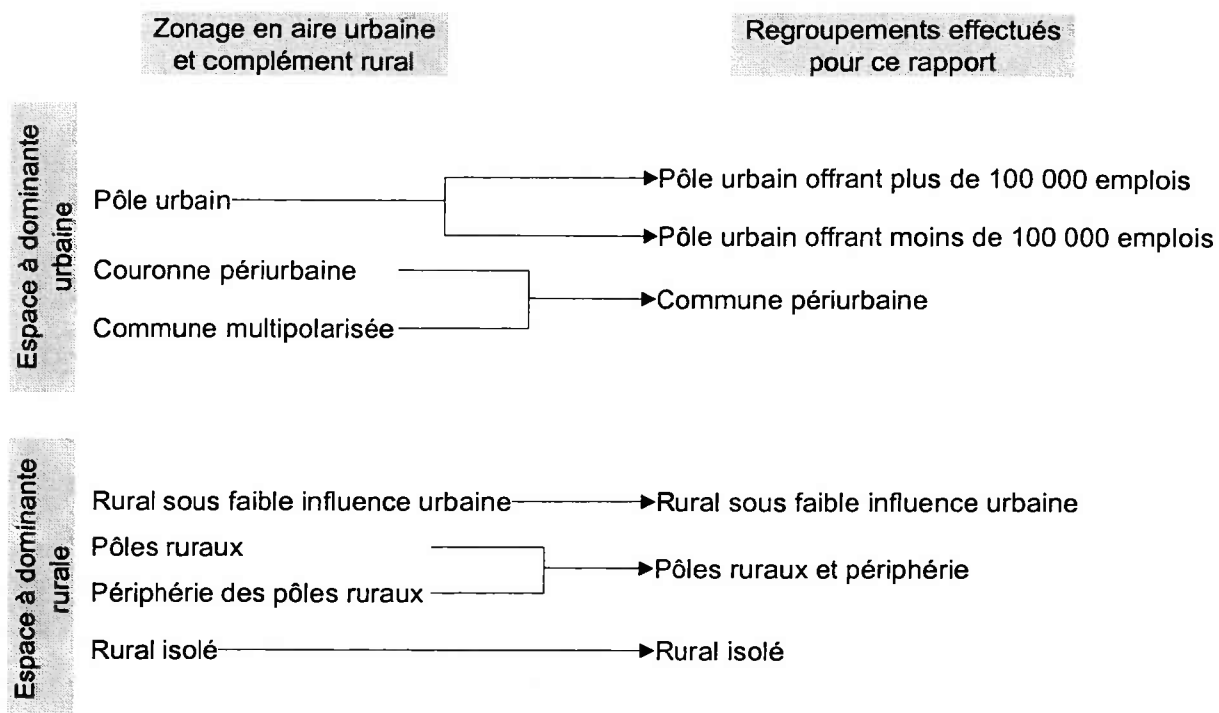 Zonage en aire urbaine
et complément rural
Regroupements effectués
pour ce rapport
Espace à dominante
urbaine
Pôle urbain
Pôle urbain offrant plus de 100 000 emplois
Pôle urbain offrant moins de 100 000 emplois
Couronne périurbaine
Commune multipolarisée
Commune périurbaine
Espace à dominante
rurale
Rural sous faible influence urbaine
Rural sous faible influence urbaine
Pôles ruraux
Périphérie des pôles ruraux
Pôles ruraux et périphérie
Rural isolé
Rural isolé